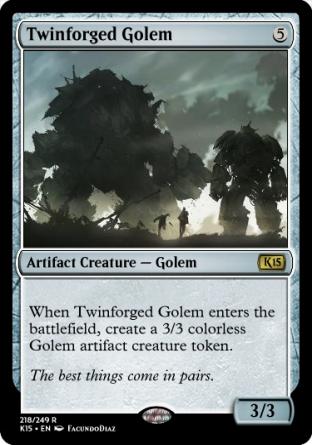 Twinforged Golem 5
K15
Artifact Creature — Golem
When Twinforged Golem enters the
battlefield, create a 3/3 colorless
Golem artifact creature token.
The best things come in pairs.
3/3
218/249 R
K15 • EN FacundoDiaz